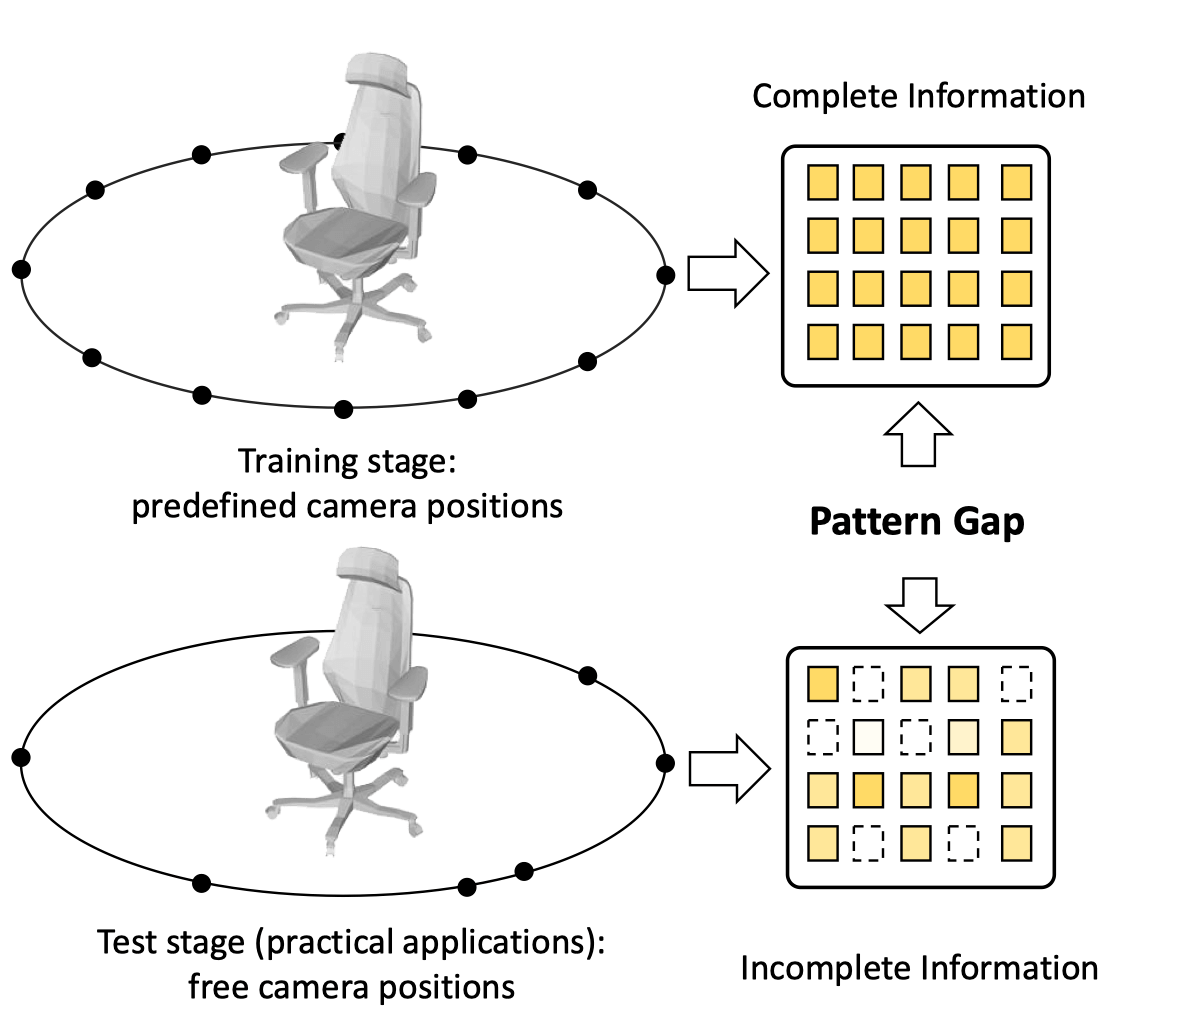 Complete Information
Training stage:
predefined camera positions
Pattern Gap
Test stage (practical applications):
free camera positions
Incomplete Information